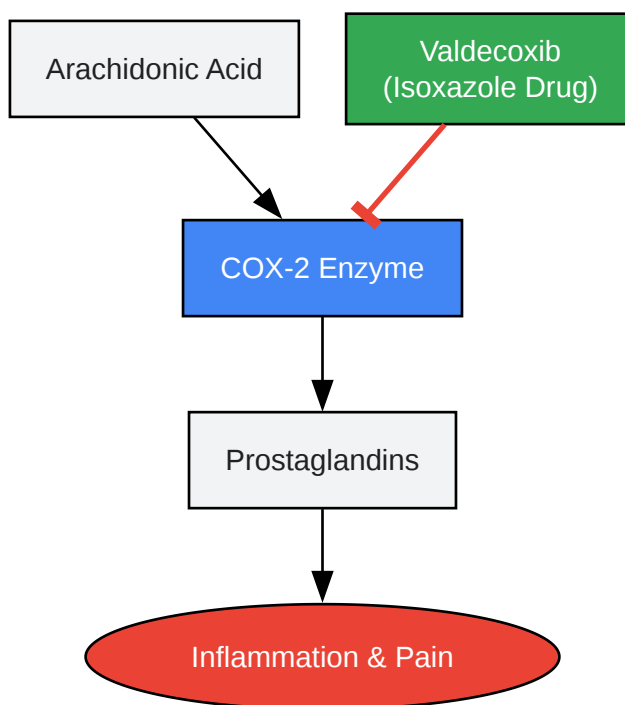 Arachidonic Acid
Valdecoxib
(Isoxazole Drug)
COX-2 Enzyme
Prostaglandins
Inflammation & Pain